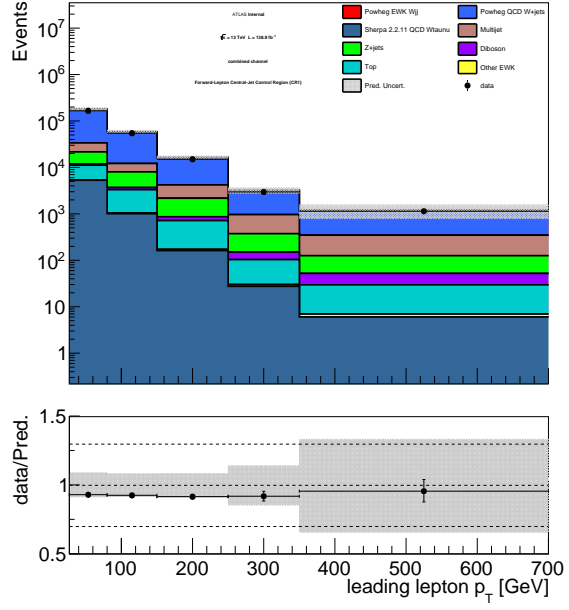 Events
10⁷
10⁶
10⁵
10⁴
10³
10²
10
1
ATLAS Internal
√s = 13 TeV L = 138.9 fb⁻¹
combined channel
Forward-Lepton Central-Jet Control Region (CR1)
Powheg EWK Wjj
Powheg QCD W+jets
Sherpa 2.2.11 QCD Wtaunu
Multijet
Z+jets
Diboson
Top
Other EWK
Pred. Uncert.
data
data/Pred.
1.5
1
0.5
100 200 300 400 500 600 700
leading lepton p_T [GeV]